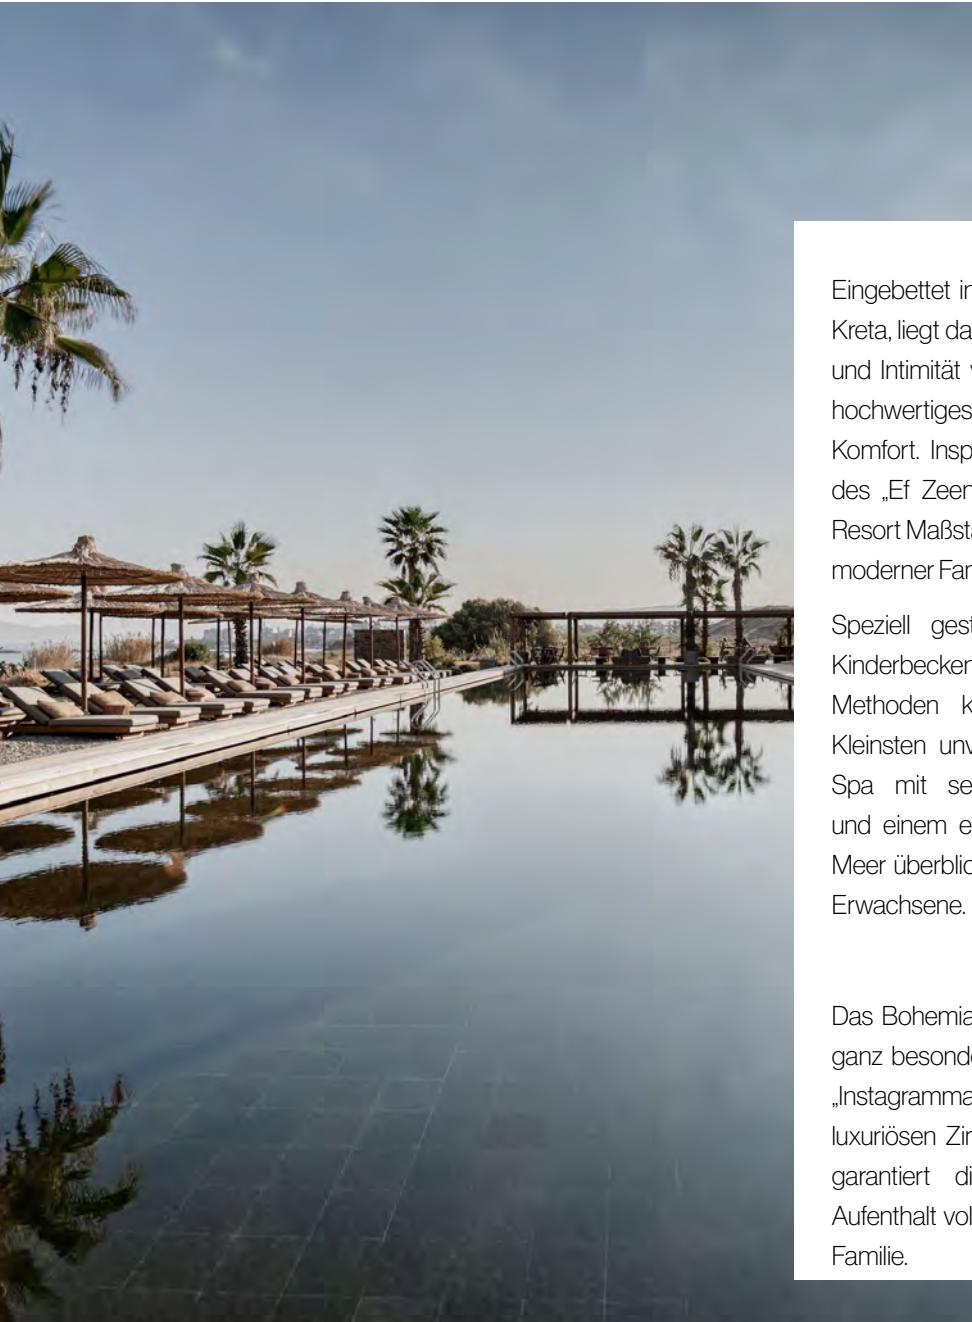 Eingebettet in
Kreta, liegt da
und Intimität v
hochwertiges
Komfort. Insp
des „Ef Zeen
Resort Maßsta
moderner Fam
Speziell gest
Kinderbecken
Methoden k
Kleinsten unv
Spa mit se
und einem e
Meer überblic
Erwachsene.
Das Bohemia
ganz besonde
„Instagramma
luxuriösen Zin
garantiert di
Aufenthalt vol
Familie.